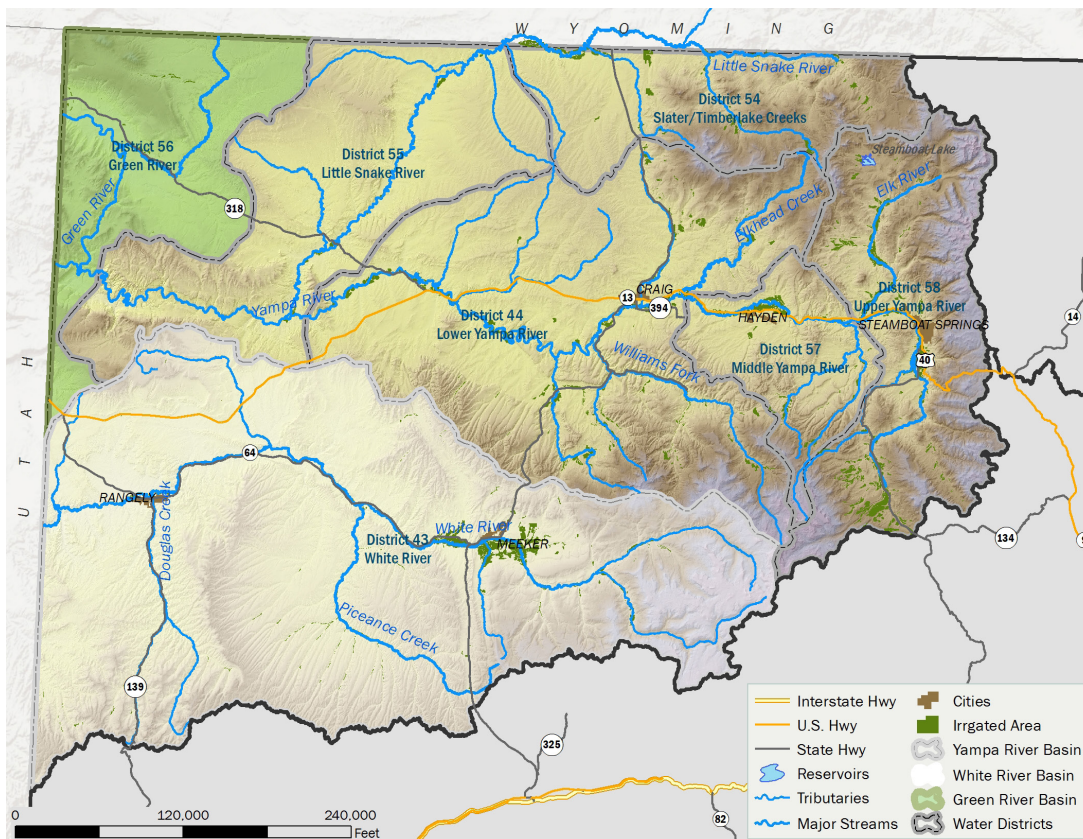 W Y O M I N G
Little Snake River
District 54
Slater/Timberlake Creeks
Steamboat Lake
District 56
Green River
District 55
Little Snake River
Elk River
Green River
318
Elkhead Creek
Yampa River
CRAIG
13
394
HAYDEN
District 58
Upper Yampa River
STEAMBOAT SPRINGS
14
District 44
Lower Yampa River
District 57
Middle Yampa River
Williams Fork
40
U T A H
64
RANGELY
Douglas Creek
White River
MEEKER
District 43
White River
134
Piceance Creek
139
325
82
Interstate Hwy
U.S. Hwy
State Hwy
Reservoirs
Tributaries
Major Streams
Cities
Irrgated Area
Yampa River Basin
White River Basin
Green River Basin
Water Districts
0 120,000 240,000
Feet